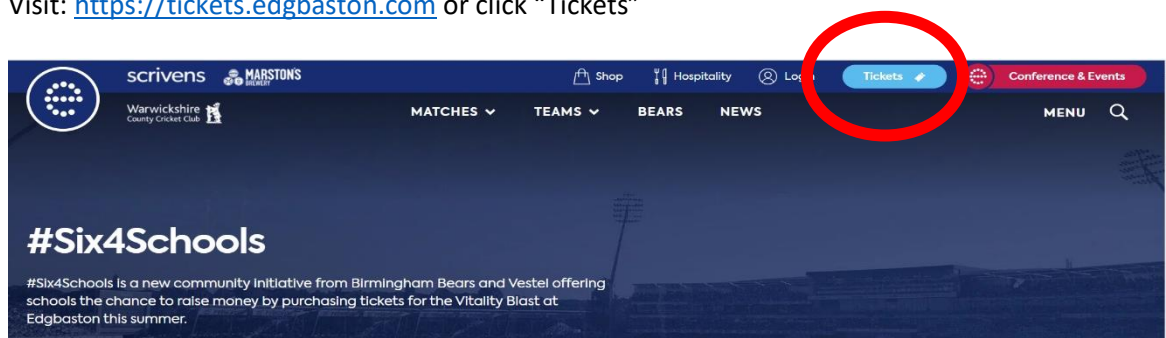 Visit: https://tickets.edgbaston.com or click “Tickets”
scrivens MARSTON'S BREWERY Shop Hospitality Tickets Conference & Events
Warwickshire
County Cricket Club
MATCHES TEAMS BEARS NEWS MENU
#Six4Schools
#Six4Schools is a new community initiative from Birmingham Bears and Vestel offering
schools the chance to raise money by purchasing tickets for the Vitality Blast at
Edgbaston this summer.